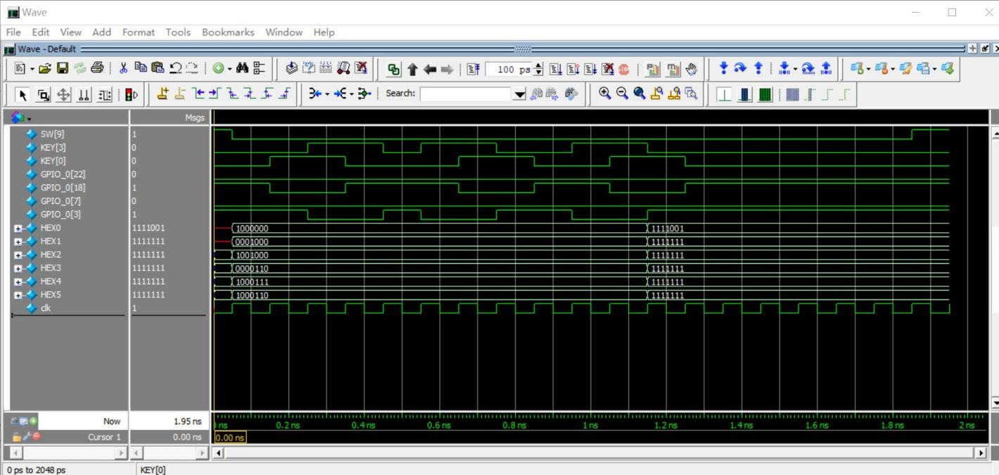 Wave
File Edit View Add Format Tools Bookmarks Window Help
Wave - Default
100 ps
Search:
Msgs
SW[9] 1
KEY[3] 0
KEY[0] 0
GPIO_0[22] 0
GPIO_0[18] 1
GPIO_0[7] 0
GPIO_0[3] 1
HEX0 1111001 1000000 1111001
HEX1 1111111 0001000 1111111
HEX2 1111111 1001000 1111111
HEX3 1111111 0000110 1111111
HEX4 1111111 1000111 1111111
HEX5 1111111 1000110 1111111
clk 1
Now 1.95 ns ns 0.2 ns 0.4 ns 0.6 ns 0.8 ns 1 ns 1.2 ns 1.4 ns 1.6 ns 1.8 ns 2 ns
Cursor 1 0.00 ns 0.00 ns
0 ps to 2048 ps KEY[0]